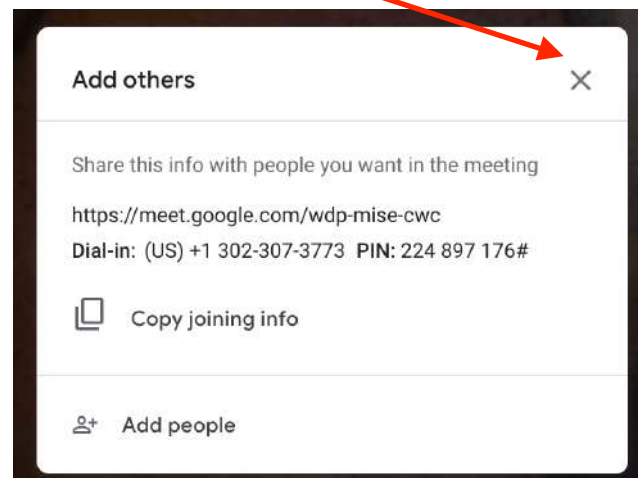 Add others
Share this info with people you want in the meeting
https://meet.google.com/wdp-mise-cwc
Dial-in: (US) +1 302-307-3773 PIN: 224 897 176#
Copy joining info
Add people